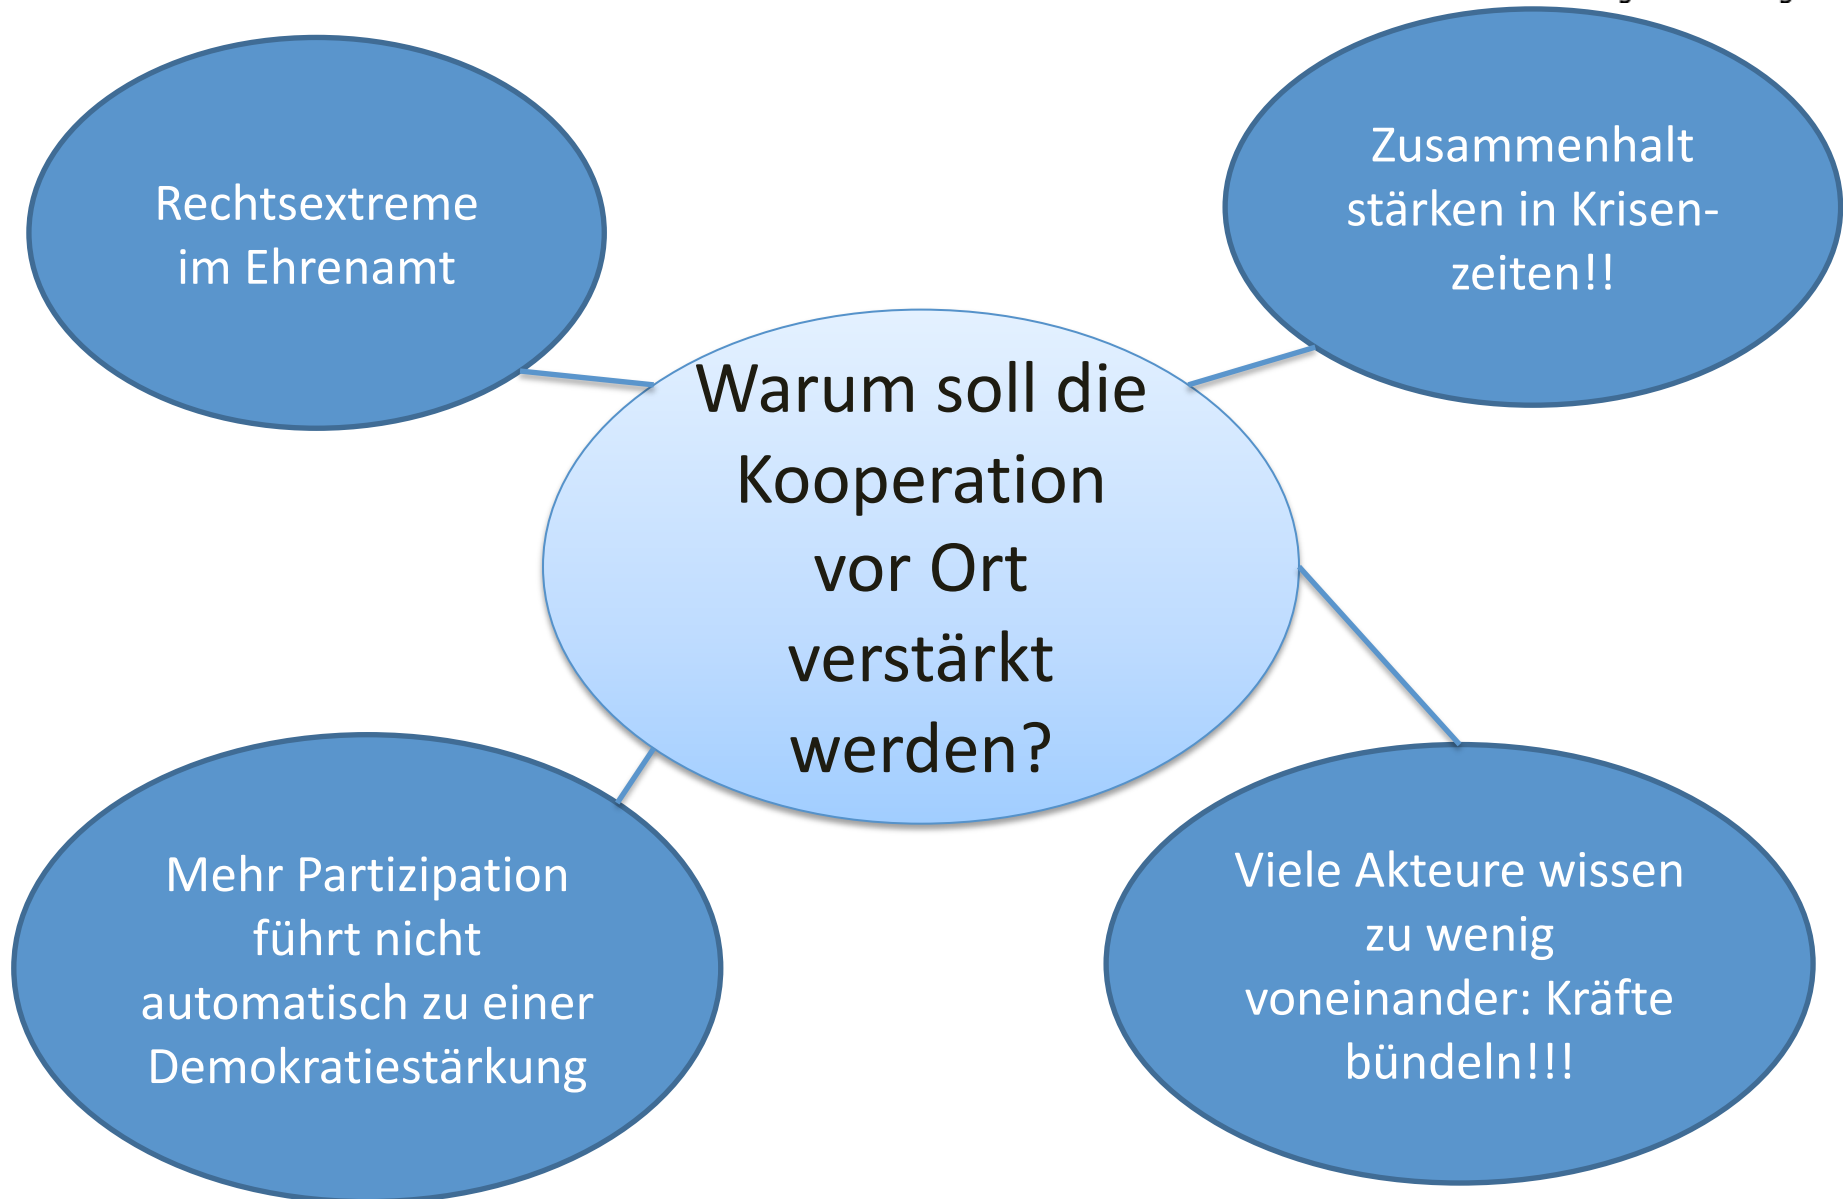 Rechtsextreme
im Ehrenamt
Zusammenhalt
stärken in Krisen-
zeiten!!
Warum soll die
Kooperation
vor Ort
verstärkt
werden?
Mehr Partizipation
führt nicht
automatisch zu einer
Demokratiestärkung
Viele Akteure wissen
zu wenig
voneinander: Kräfte
bündeln!!!